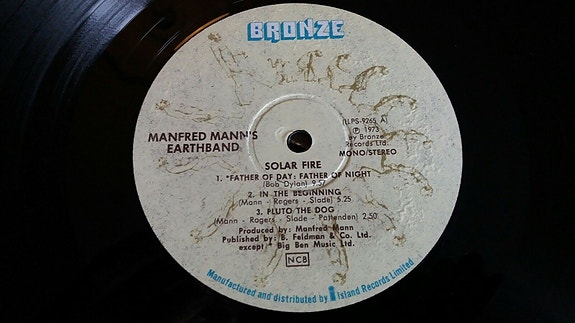 BRONZE
MANFRED MANN'S
EARTHBAND
(ILPS-9265 A)
℗ 1973
by Bronze
Records Ltd.
MONO/STEREO
SOLAR FIRE
1. *FATHER OF DAY: FATHER OF NIGHT
(Bob Dylan) 9.57
2. IN THE BEGINNING
(Mann - Rogers - Slade) 5.25
3. PLUTO THE DOG
(Mann - Rogers - Slade - Pattenden) 2.50
Produced by: Manfred Mann
Published by: B. Feldman & Co. Ltd.
except * Big Ben Music Ltd.
NCB
Manufactured and distributed by i Island Records Limited